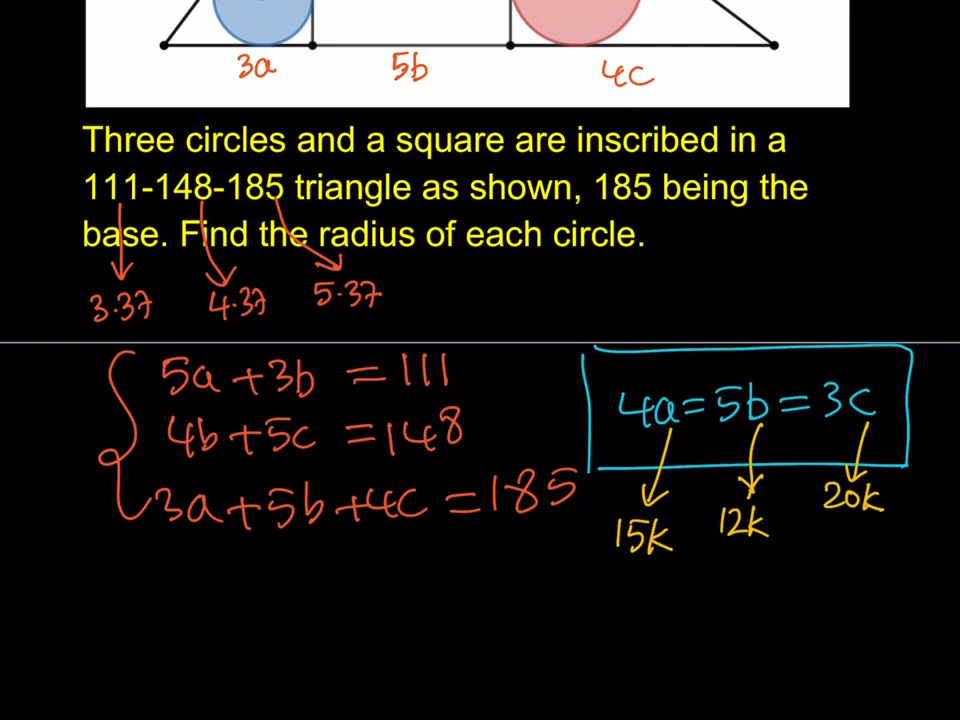 3a 5b 4c
Three circles and a square are inscribed in a
111-148-185 triangle as shown, 185 being the
base. Find the radius of each circle.
3·37 4·37 5·37
5a + 3b = 111
4b + 5c = 148
3a + 5b + 4c = 185
4a = 5b = 3c
15k 12k 20k